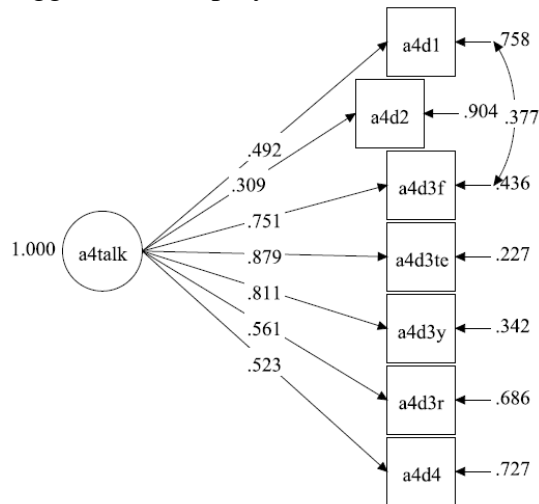 a4d1
.758
a4d2
.904
.377
.492
.309
a4d3f
.436
.751
1.000
a4talk
.879
a4d3te
.227
.811
a4d3y
.342
.561
.523
a4d3r
.686
a4d4
.727